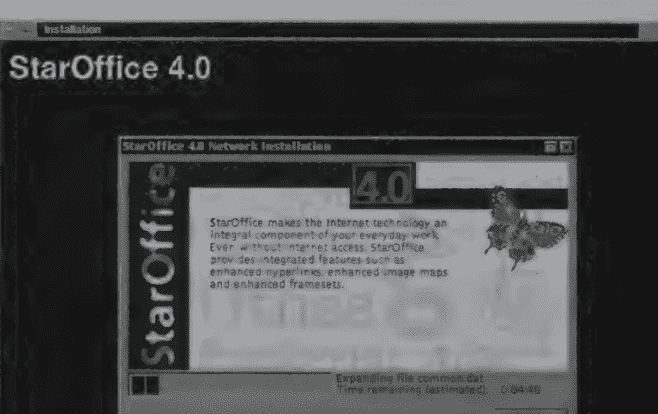 Installation
StarOffice 4.0
StarOffice 4.0 Network Installation
StarOffice
4.0
StarOffice makes the Internet technology an
integral component of your everyday work.
Even without internet access, StarOffice
provides integrated features such as
enhanced hyperlinks, enhanced image maps
and enhanced framesets.
Expanding file common.dat
Time remaining (estimated): 0:04:48